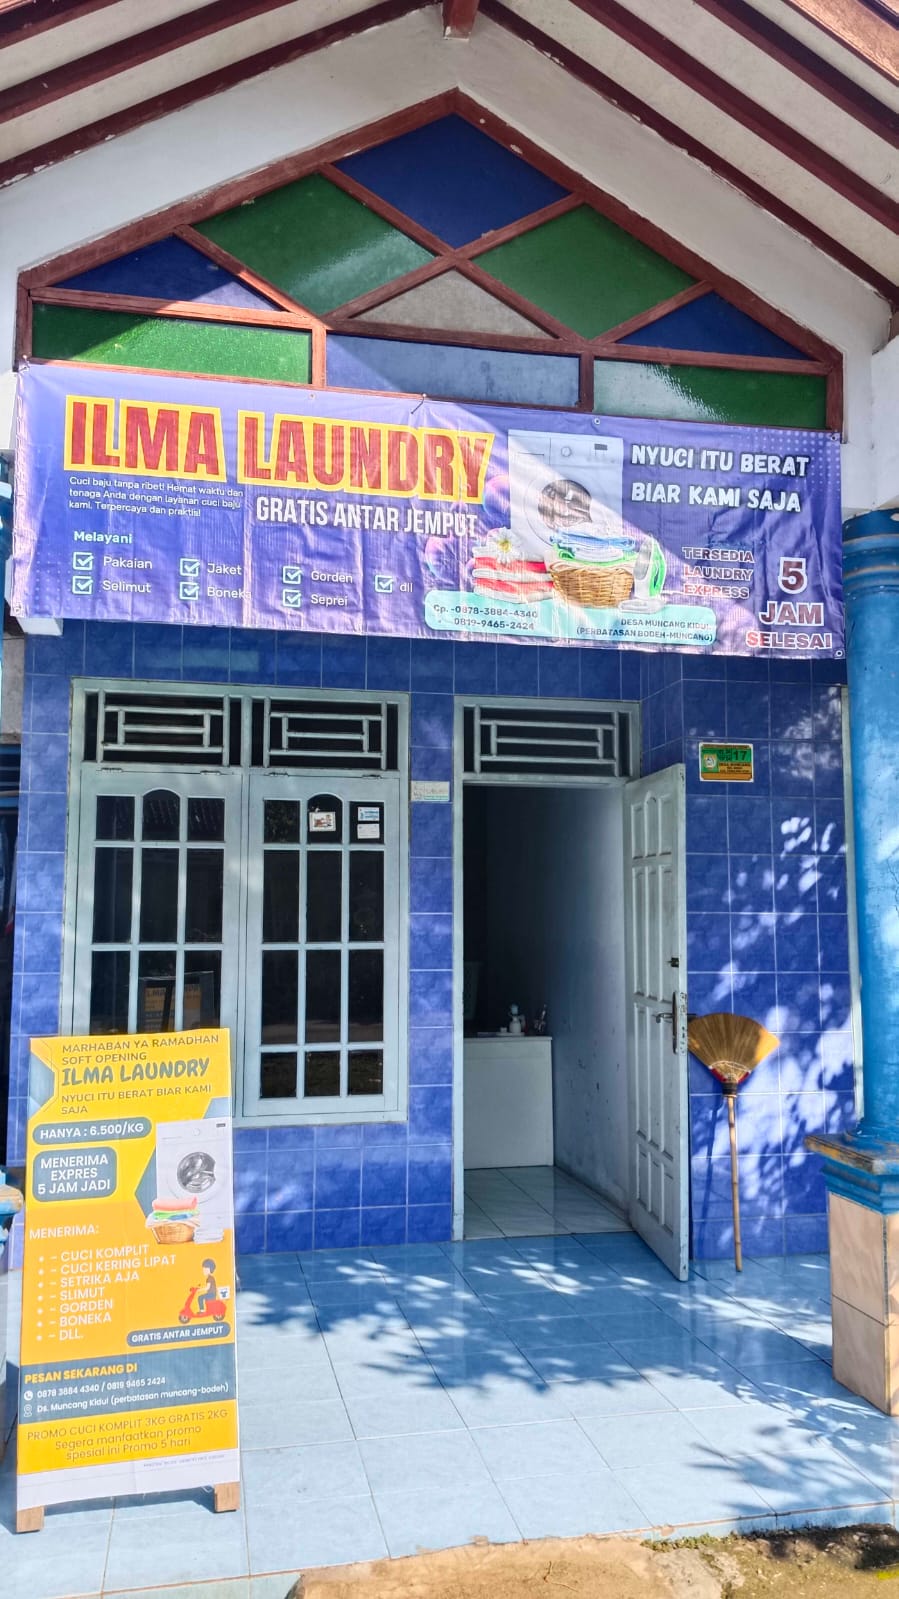 ILMA LAUNDRY
Cuci baju tanpa ribet! Hemat waktu dan
tenaga Anda dengan layanan cuci baju
kami. Terpercaya dan praktis!
GRATIS ANTAR JEMPUT
NYUCI ITU BERAT
BIAR KAMI SAJA
Melayani
Pakaian
Selimut
Jaket
Boneka
Gorden
Seprei
dll
Cp. -0878-3884-4340
0819-9465-2424
DESA MUNCANG KIDUL
(PERBATASAN BODEH-MUNCANG)
TERSEDIA
LAUNDRY
EXPRESS
5
JAM
SELESAI
17
MARHABAN YA RAMADHAN
SOFT OPENING
ILMA LAUNDRY
NYUCI ITU BERAT BIAR KAMI
SAJA
HANYA : 6.500/KG
MENERIMA
EXPRES
5 JAM JADI
MENERIMA:
- CUCI KOMPLIT
- CUCI KERING LIPAT
- SETRIKA AJA
- SLIMUT
- GORDEN
- BONEKA
- DLL.
GRATIS ANTAR JEMPUT
PESAN SEKARANG DI
0878 3884 4340 / 0819 9465 2424
Ds. Muncang Kidul (perbatasan muncang-bodeh)
PROMO CUCI KOMPLIT 3KG GRATIS 2KG
Segera manfaatkan promo
spesial ini Promo 5 hari